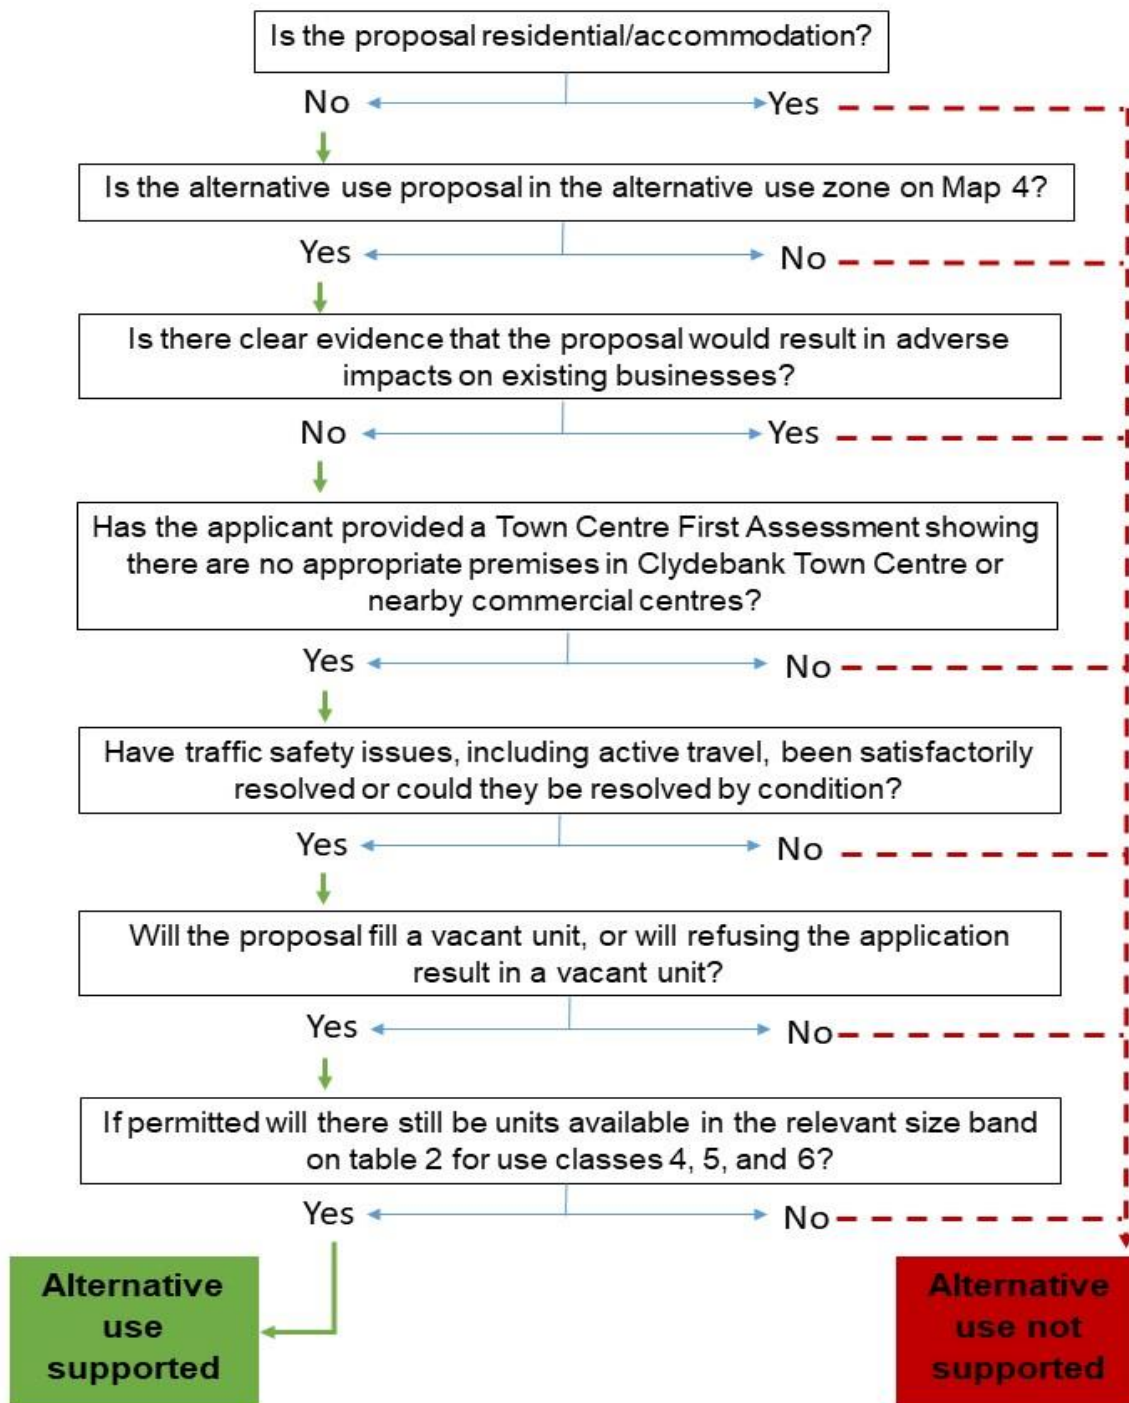 Is the proposal residential/accommodation?
No
Yes
Is the alternative use proposal in the alternative use zone on Map 4?
Yes
No
Is there clear evidence that the proposal would result in adverse
impacts on existing businesses?
No
Yes
Has the applicant provided a Town Centre First Assessment showing
there are no appropriate premises in Clydebank Town Centre or
nearby commercial centres?
Yes
No
Have traffic safety issues, including active travel, been satisfactorily
resolved or could they be resolved by condition?
Yes
No
Will the proposal fill a vacant unit, or will refusing the application
result in a vacant unit?
Yes
No
If permitted will there still be units available in the relevant size band
on table 2 for use classes 4, 5, and 6?
Yes
No
Alternative
use
supported
Alternative
use not
supported